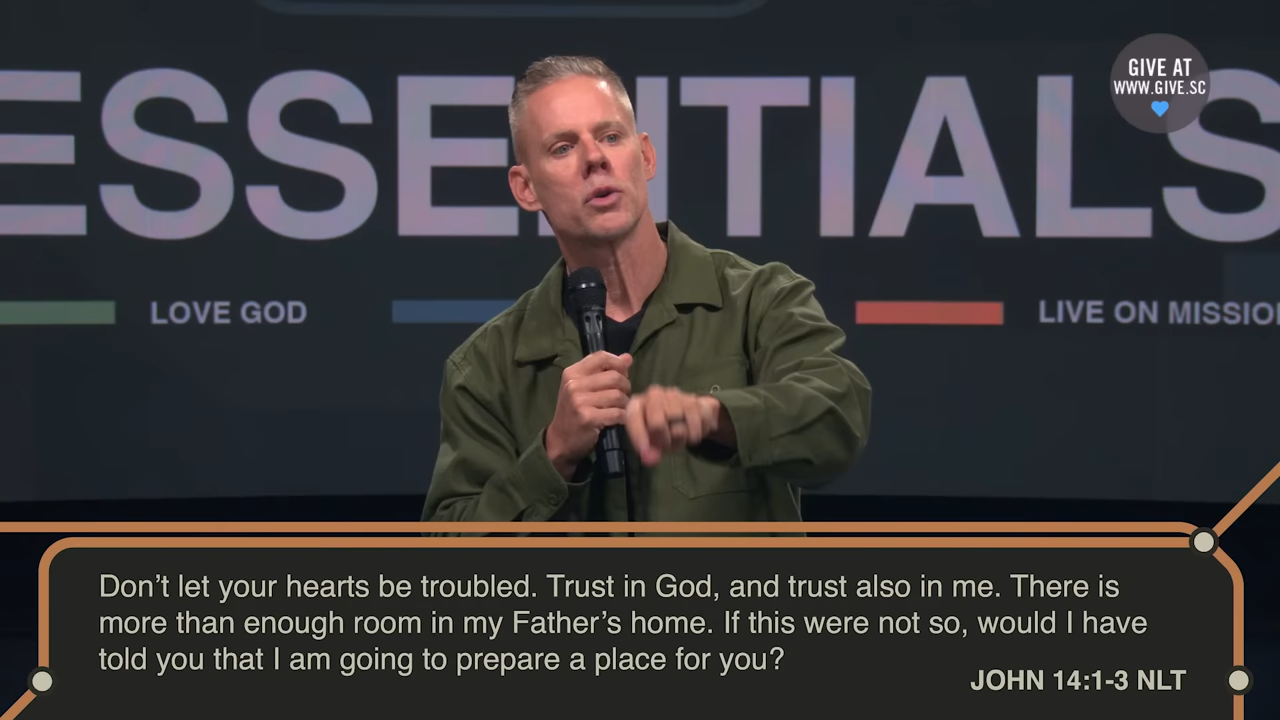 ESSENTIALS
GIVE AT
WWW.GIVE.SC
LOVE GOD
LIVE ON MISSIO
Don’t let your hearts be troubled. Trust in God, and trust also in me. There is
more than enough room in my Father’s home. If this were not so, would I have
told you that I am going to prepare a place for you?
JOHN 14:1-3 NLT